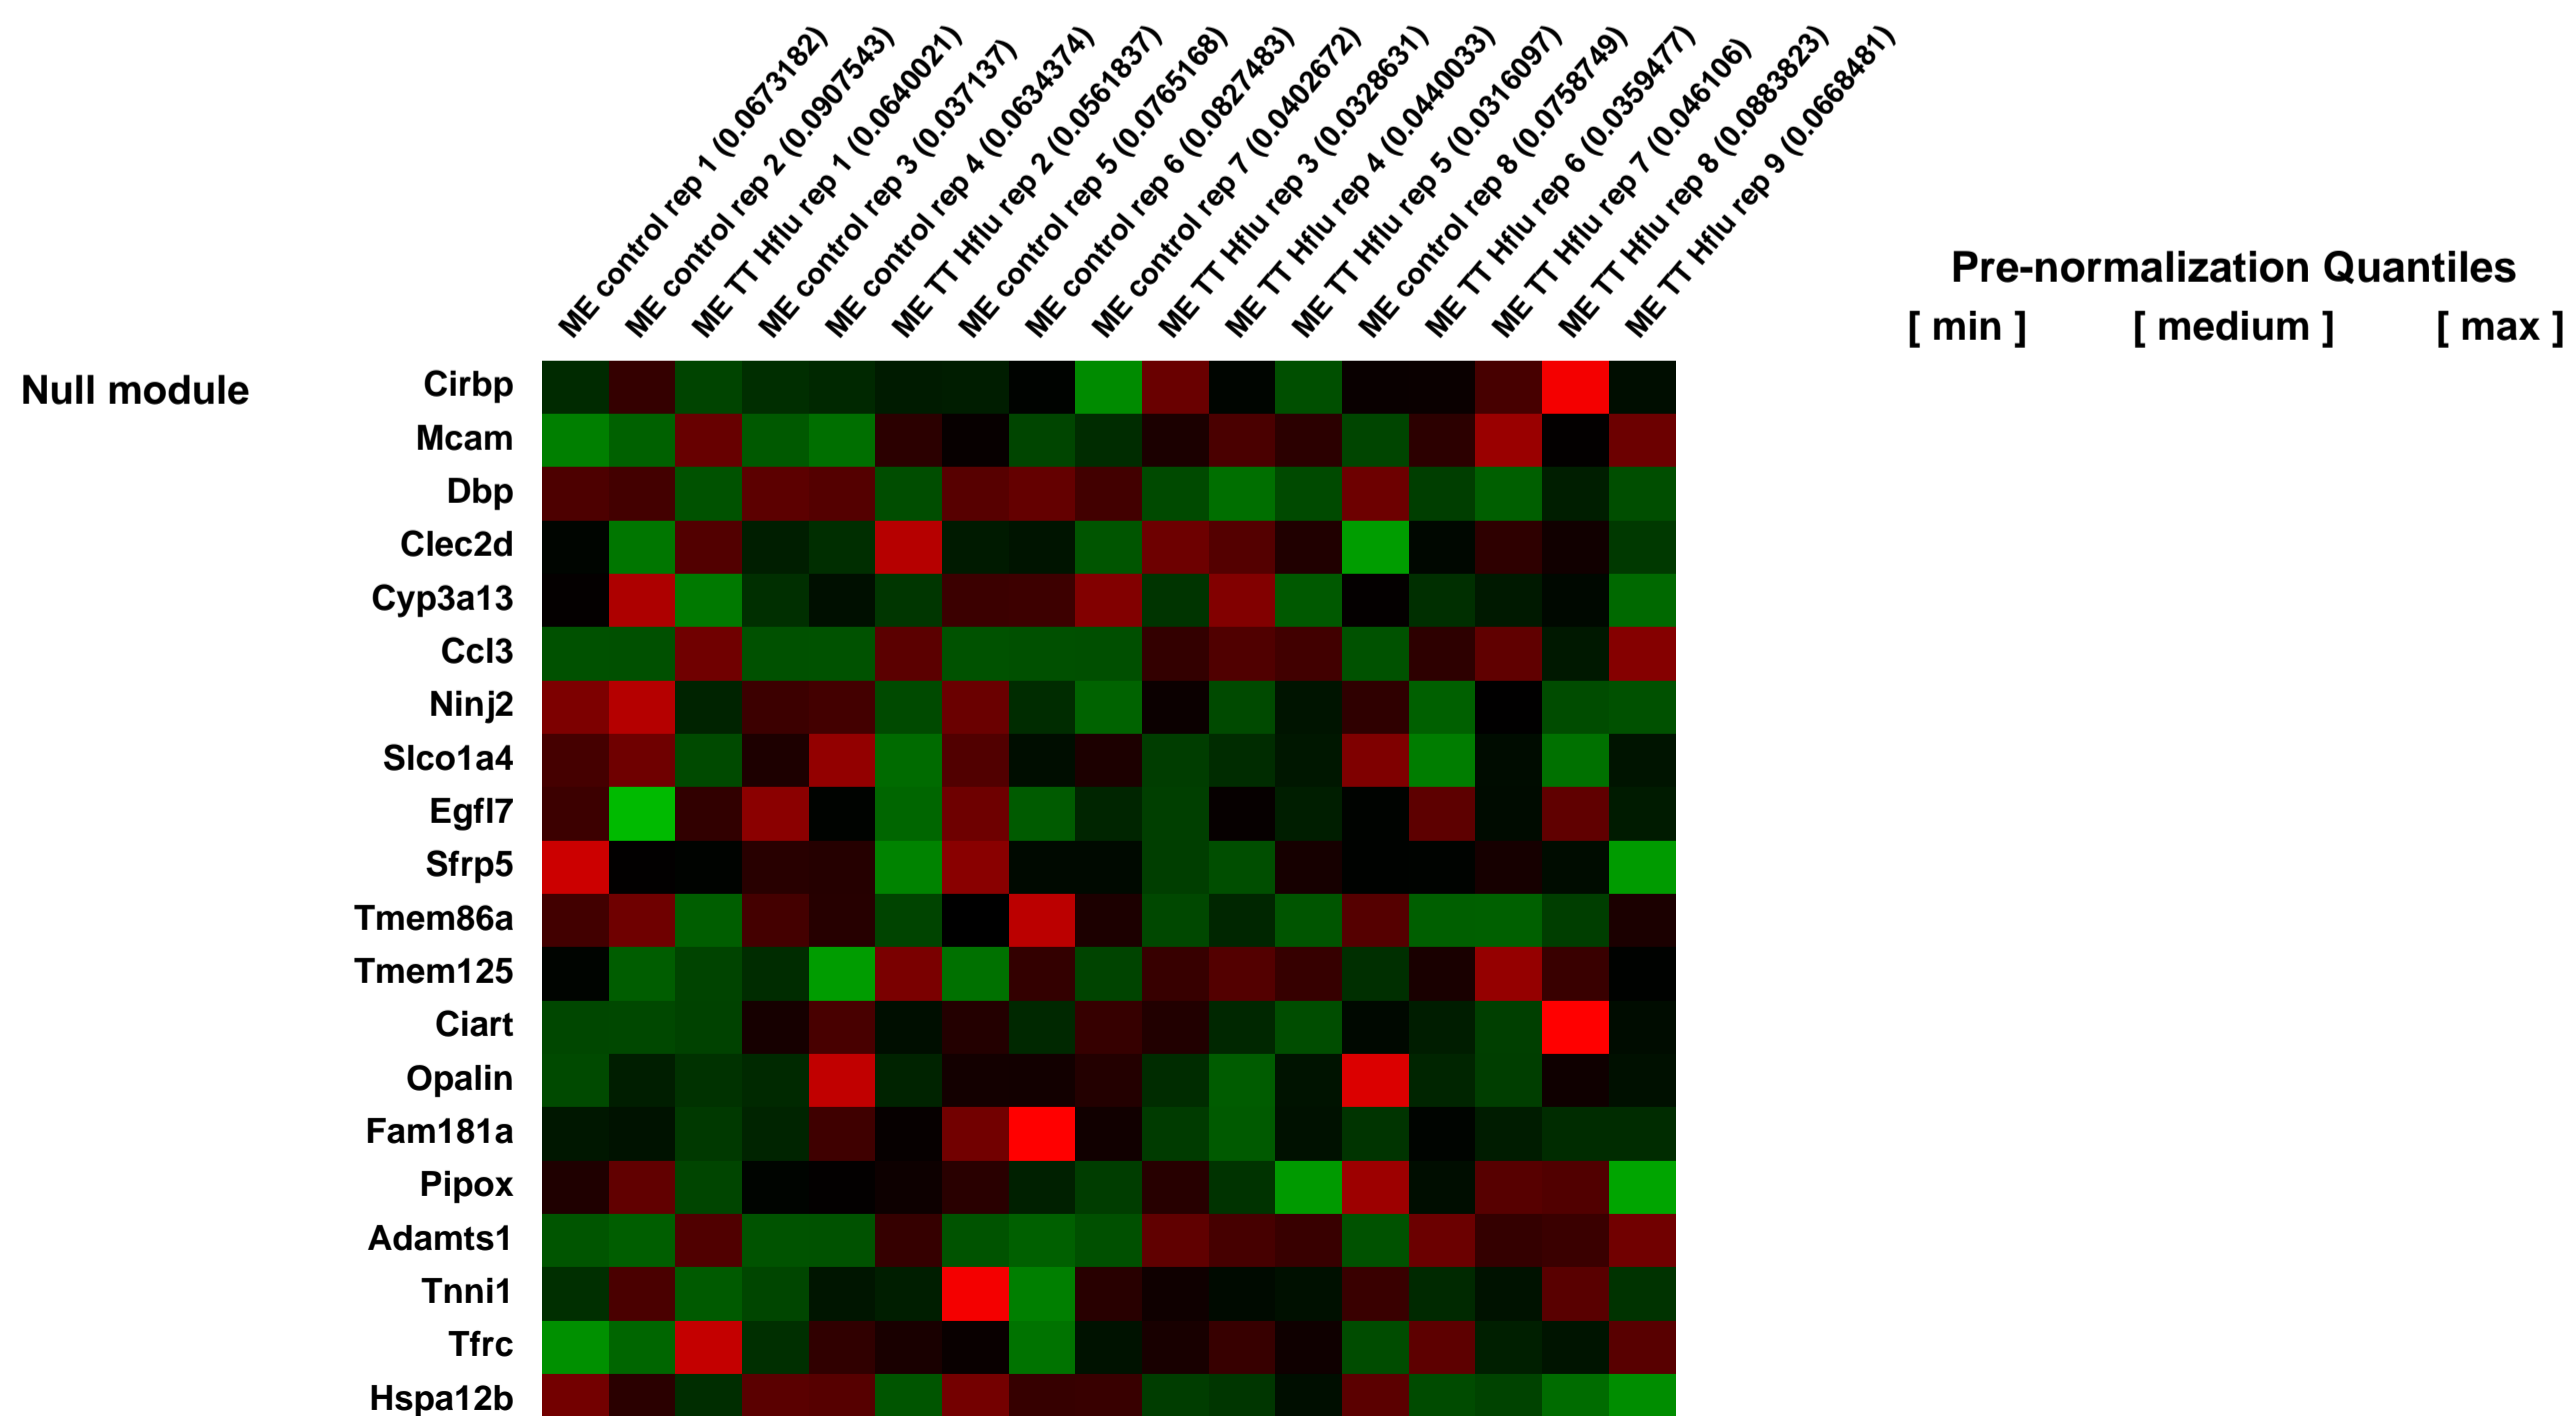 ME control rep 1 (0.0673182)
ME control rep 2 (0.0907543)
ME TT Hflu rep 1 (0.0640021)
ME control rep 3 (0.037137)
ME control rep 4 (0.0634374)
ME TT Hflu rep 2 (0.0561837)
ME control rep 5 (0.0765168)
ME control rep 6 (0.0827483)
ME control rep 7 (0.0402672)
ME TT Hflu rep 3 (0.0328631)
ME TT Hflu rep 4 (0.0440033)
ME TT Hflu rep 5 (0.0316097)
ME control rep 8 (0.0758749)
ME TT Hflu rep 6 (0.0359477)
ME TT Hflu rep 7 (0.046106)
ME TT Hflu rep 8 (0.0883823)
ME TT Hflu rep 9 (0.0668481)
Pre-normalization Quantiles
[ min ] [ medium ] [ max ]
Null module
Cirbp
Mcam
Dbp
Clec2d
Cyp3a13
Ccl3
Ninj2
Slco1a4
Egfl7
Sfrp5
Tmem86a
Tmem125
Ciart
Opalin
Fam181a
Pipox
Adamts1
Tnni1
Tfrc
Hspa12b